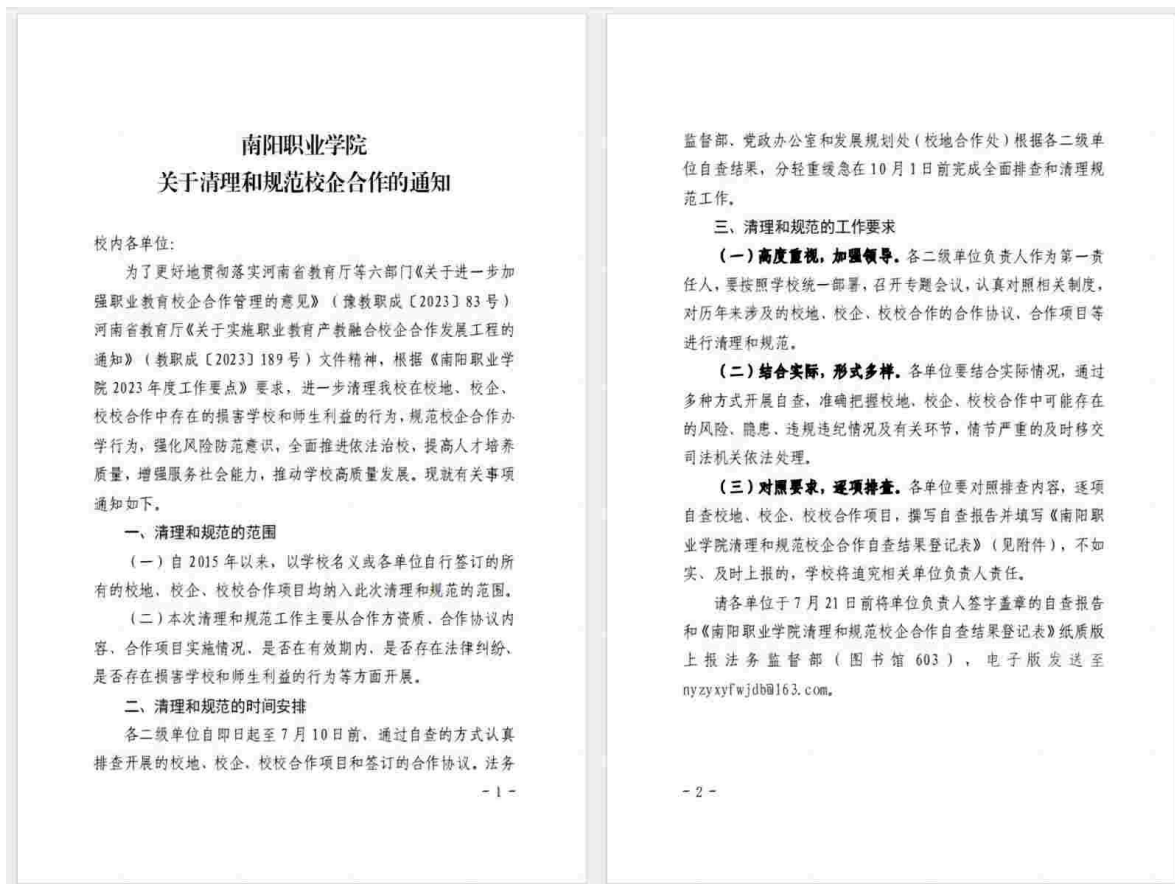 南阳职业学院
关于清理和规范校企合作的通知
校内各单位：
为了更好地贯彻落实河南省教育厅等六部门《关于进一步加
强职业教育校企合作管理的意见》（豫教职成〔2023〕83号）
河南省教育厅《关于实施职业教育产教融合校企合作发展工程的
通知》（教职成〔2023〕189号）文件精神，根据《南阳职业学
院2023年度工作要点》要求，进一步清理我校在校地、校企、
校校合作中存在的损害学校和师生利益的行为，规范校企合作办
学行为，强化风险防范意识，全面推进依法治校，提高人才培养
质量，增强服务社会能力，推动学校高质量发展。现就有关事项
通知如下。
一、清理和规范的范围
（一）自2015年以来，以学校名义或各单位自行签订的所
有的校地、校企、校校合作项目均纳入此次清理和规范的范围。
（二）本次清理和规范工作主要从合作方资质、合作协议内
容、合作项目实施情况、是否在有效期内、是否存在法律纠纷、
是否存在损害学校和师生利益的行为等方面开展。
二、清理和规范的时间安排
各二级单位自即日起至7月10日前，通过自查的方式认真
排查开展的校地、校企、校校合作项目和签订的合作协议。法务
- 1 -
监督部、党政办公室和发展规划处（校地合作处）根据各二级单
位自查结果，分轻重缓急在10月1日前完成全面排查和清理规
范工作。
三、清理和规范的工作要求
（一）高度重视，加强领导。各二级单位负责人作为第一责
任人，要按照学校统一部署，召开专题会议，认真对照相关制度，
对历年来涉及的校地、校企、校校合作的合作协议、合作项目等
进行清理和规范。
（二）结合实际，形式多样。各单位要结合实际情况，通过
多种方式开展自查，准确把握校地、校企、校校合作中可能存在
的风险、隐患、违规违纪情况及有关环节，情节严重的及时移交
司法机关依法处理。
（三）对照要求，逐项排查。各单位要对照排查内容，逐项
自查校地、校企、校校合作项目，撰写自查报告并填写《南阳职
业学院清理和规范校企合作自查结果登记表》（见附件），不如
实、及时上报的，学校将追究相关单位负责人责任。
请各单位于7月21日前将单位负责人签字盖章的自查报告
和《南阳职业学院清理和规范校企合作自查结果登记表》纸质版
上报法务监督部（图书馆603），电子版发送至
nyzyxyfwjdb@163.com。
- 2 -